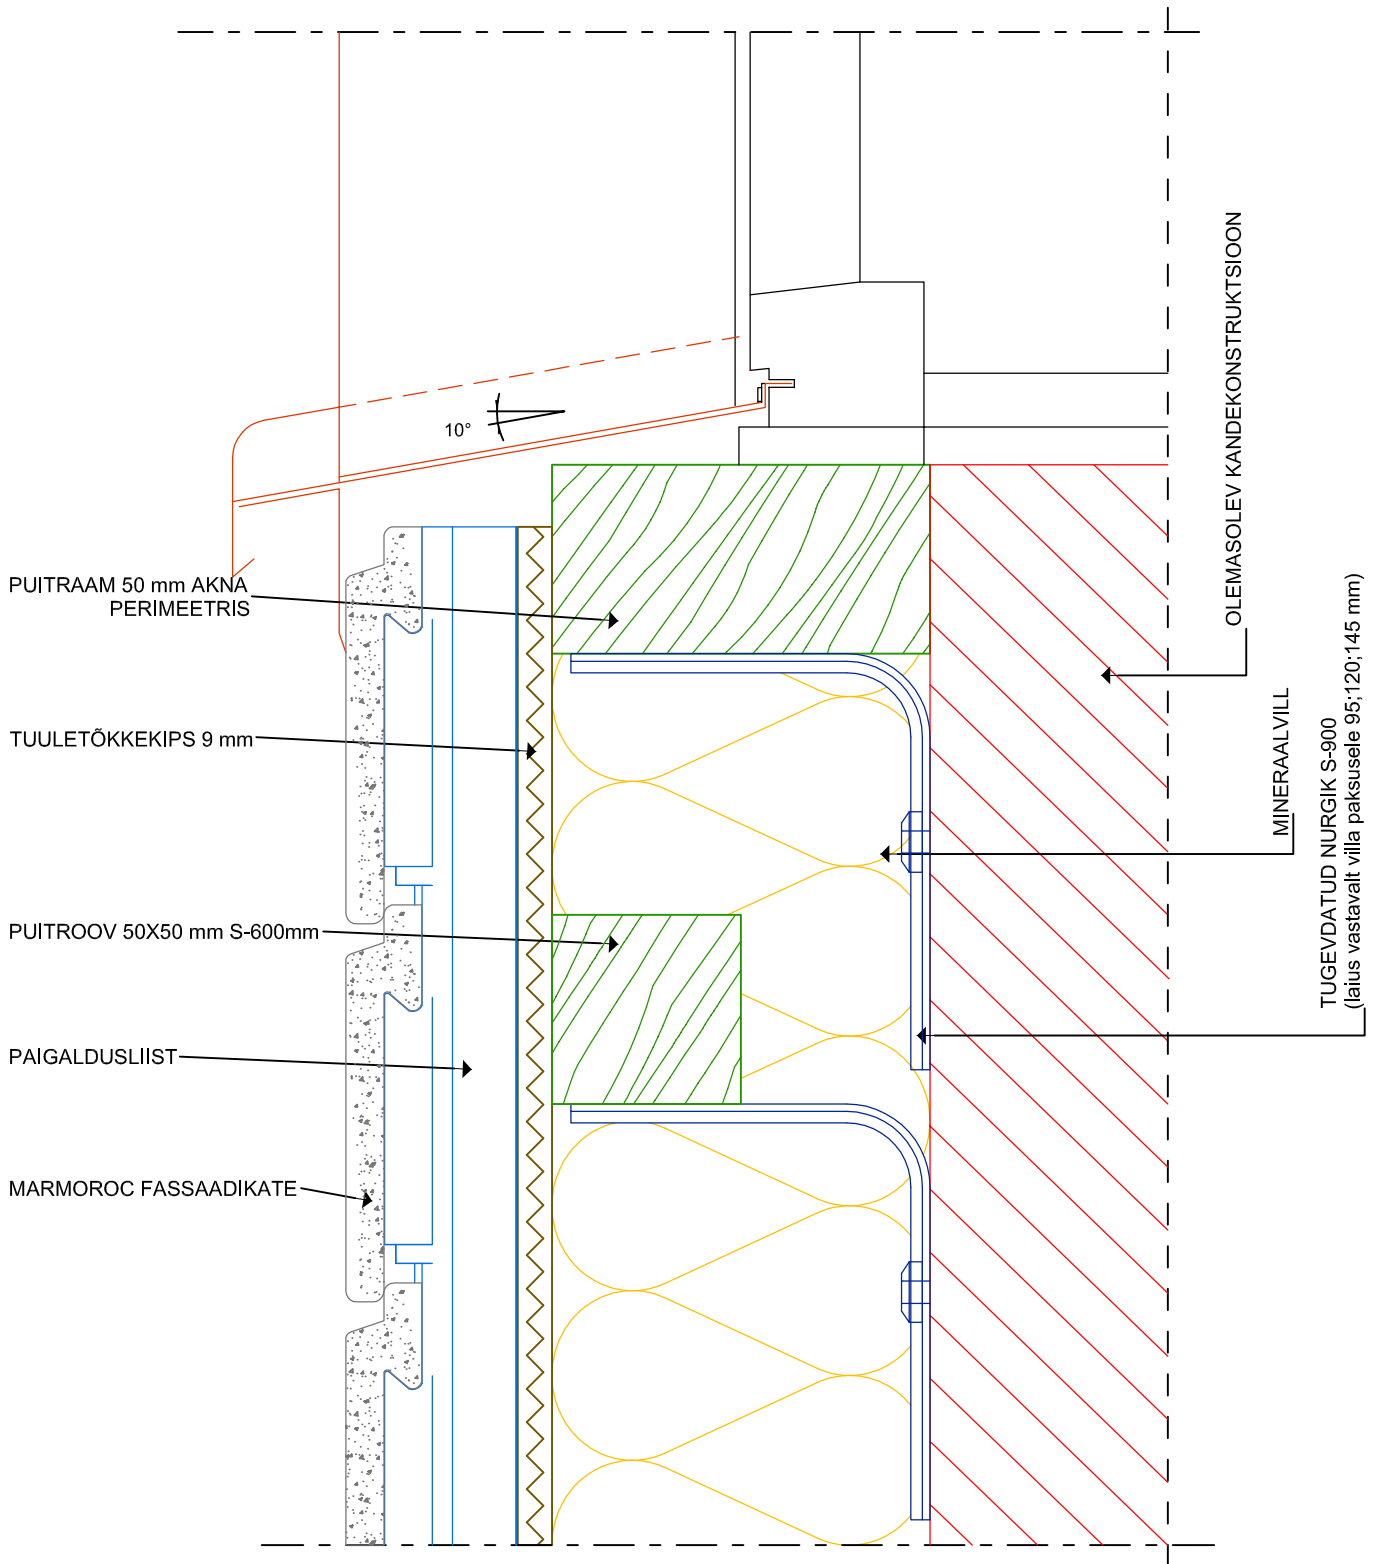 10°
PUITRAAM 50 mm AKNA
PERIMEETRIS
TUULETÕKKEKIPS 9 mm
PUITROOV 50X50 mm S-600mm
PAIGALDUSLIIST
MARMOROC FASSAADIKATE
OLEMASOLEV KANDEKONSTRUKTSIOON
MINERAALVILL
TUGEVDATUD NURGIK S-900
(laius vastavalt villa paksusele 95;120;145 mm)